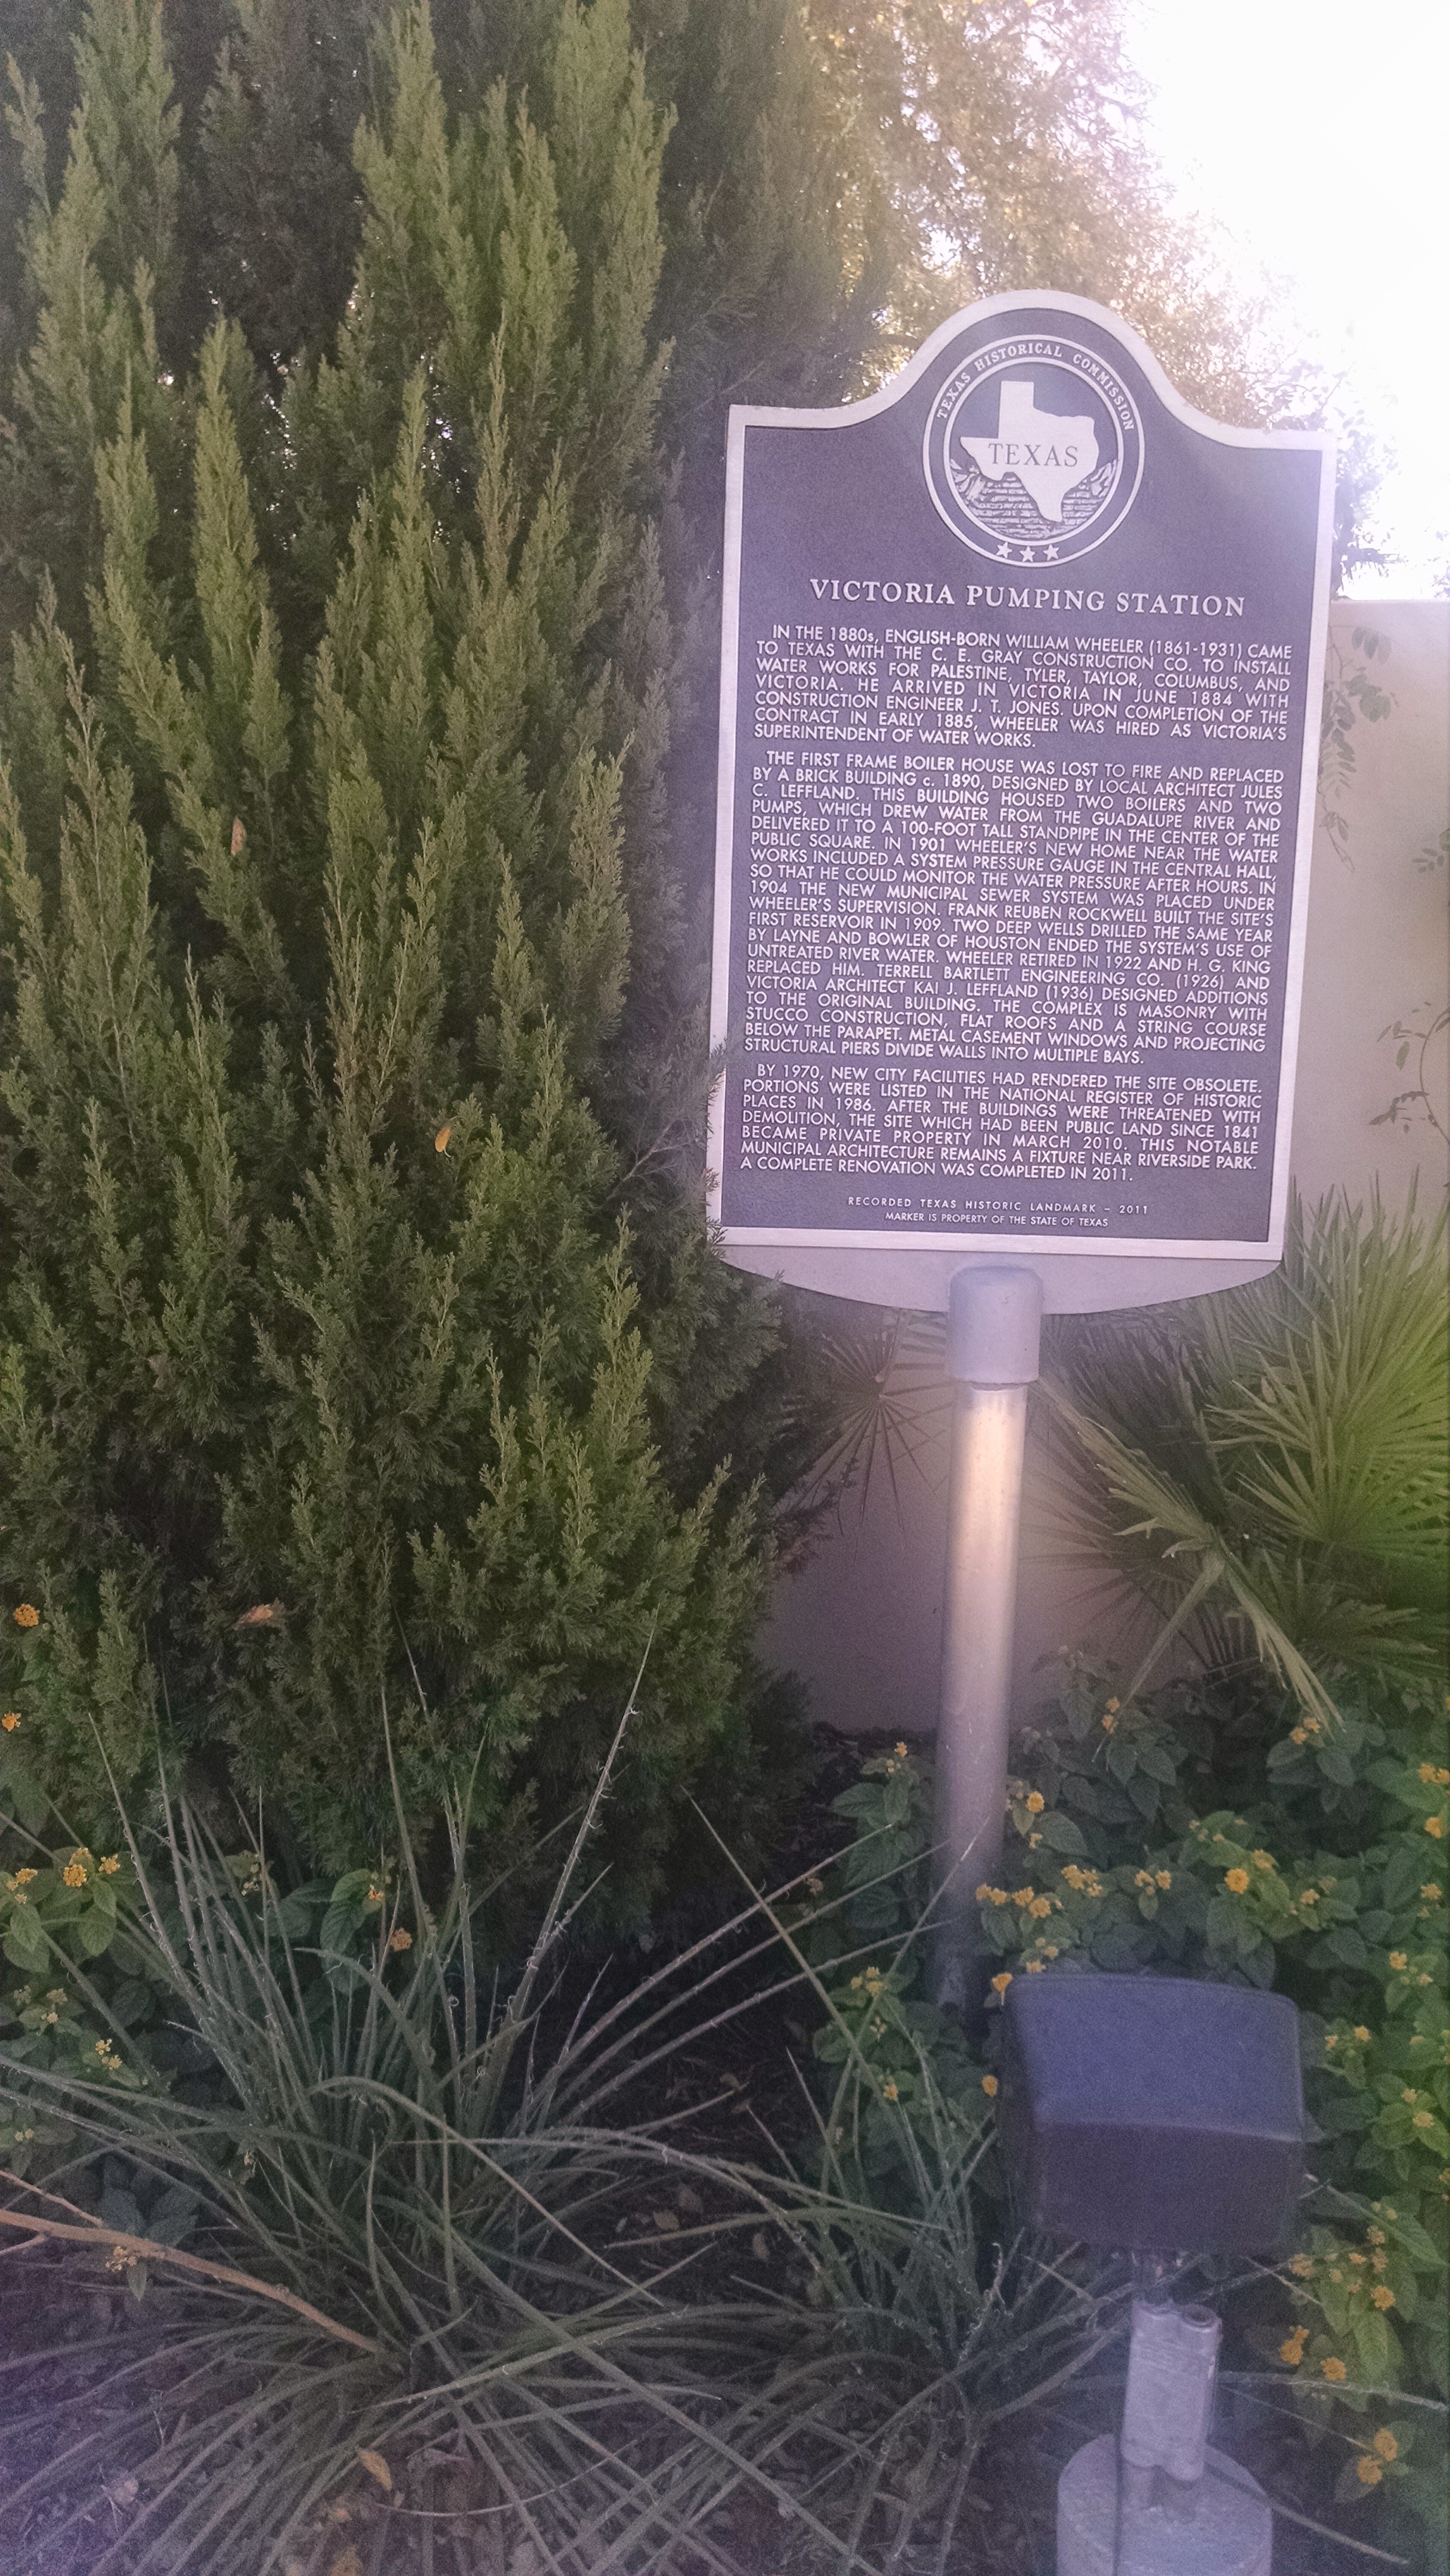 TEXAS HISTORICAL COMMISSION
TEXAS
VICTORIA PUMPING STATION
IN THE 1880s, ENGLISH-BORN WILLIAM WHEELER (1861-1931) CAME
TO TEXAS WITH THE C. E. GRAY CONSTRUCTION CO. TO INSTALL
WATER WORKS FOR PALESTINE, TYLER, TAYLOR, COLUMBUS, AND
VICTORIA. HE ARRIVED IN VICTORIA IN JUNE 1884 WITH
CONSTRUCTION ENGINEER J. T. JONES. UPON COMPLETION OF THE
CONTRACT IN EARLY 1885, WHEELER WAS HIRED AS VICTORIA'S
SUPERINTENDENT OF WATER WORKS.
THE FIRST FRAME BOILER HOUSE WAS LOST TO FIRE AND REPLACED
BY A BRICK BUILDING c. 1890, DESIGNED BY LOCAL ARCHITECT JULES
C. LEFFLAND. THIS BUILDING HOUSED TWO BOILERS AND TWO
PUMPS, WHICH DREW WATER FROM THE GUADALUPE RIVER AND
DELIVERED IT TO A 100-FOOT TALL STANDPIPE IN THE CENTER OF THE
PUBLIC SQUARE. IN 1901 WHEELER'S NEW HOME NEAR THE WATER
WORKS INCLUDED A SYSTEM PRESSURE GAUGE IN THE CENTRAL HALL,
SO THAT HE COULD MONITOR THE WATER PRESSURE AFTER HOURS. IN
1904 THE NEW MUNICIPAL SEWER SYSTEM WAS PLACED UNDER
WHEELER'S SUPERVISION. FRANK REUBEN ROCKWELL BUILT THE SITE'S
FIRST RESERVOIR IN 1909. TWO DEEP WELLS DRILLED THE SAME YEAR
BY LAYNE AND BOWLER OF HOUSTON ENDED THE SYSTEM'S USE OF
UNTREATED RIVER WATER. WHEELER RETIRED IN 1922 AND H. G. KING
REPLACED HIM. TERRELL BARTLETT ENGINEERING CO. (1926) AND
VICTORIA ARCHITECT KAI J. LEFFLAND (1936) DESIGNED ADDITIONS
TO THE ORIGINAL BUILDING. THE COMPLEX IS MASONRY WITH
STUCCO CONSTRUCTION, FLAT ROOFS AND A STRING COURSE
BELOW THE PARAPET. METAL CASEMENT WINDOWS AND PROJECTING
STRUCTURAL PIERS DIVIDE WALLS INTO MULTIPLE BAYS.
BY 1970, NEW CITY FACILITIES HAD RENDERED THE SITE OBSOLETE.
PORTIONS WERE LISTED IN THE NATIONAL REGISTER OF HISTORIC
PLACES IN 1986. AFTER THE BUILDINGS WERE THREATENED WITH
DEMOLITION, THE SITE WHICH HAD BEEN PUBLIC LAND SINCE 1841
BECAME PRIVATE PROPERTY IN MARCH 2010. THIS NOTABLE
MUNICIPAL ARCHITECTURE REMAINS A FIXTURE NEAR RIVERSIDE PARK.
A COMPLETE RENOVATION WAS COMPLETED IN 2011.
RECORDED TEXAS HISTORIC LANDMARK – 2011
MARKER IS PROPERTY OF THE STATE OF TEXAS